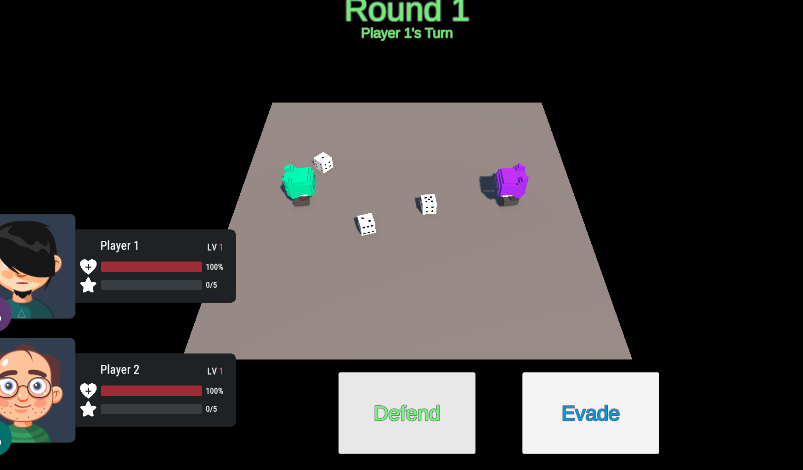 Round 1
Player 1's Turn
Player 1
LV 1
100%
0/5
Player 2
LV 1
100%
0/5
Defend
Evade